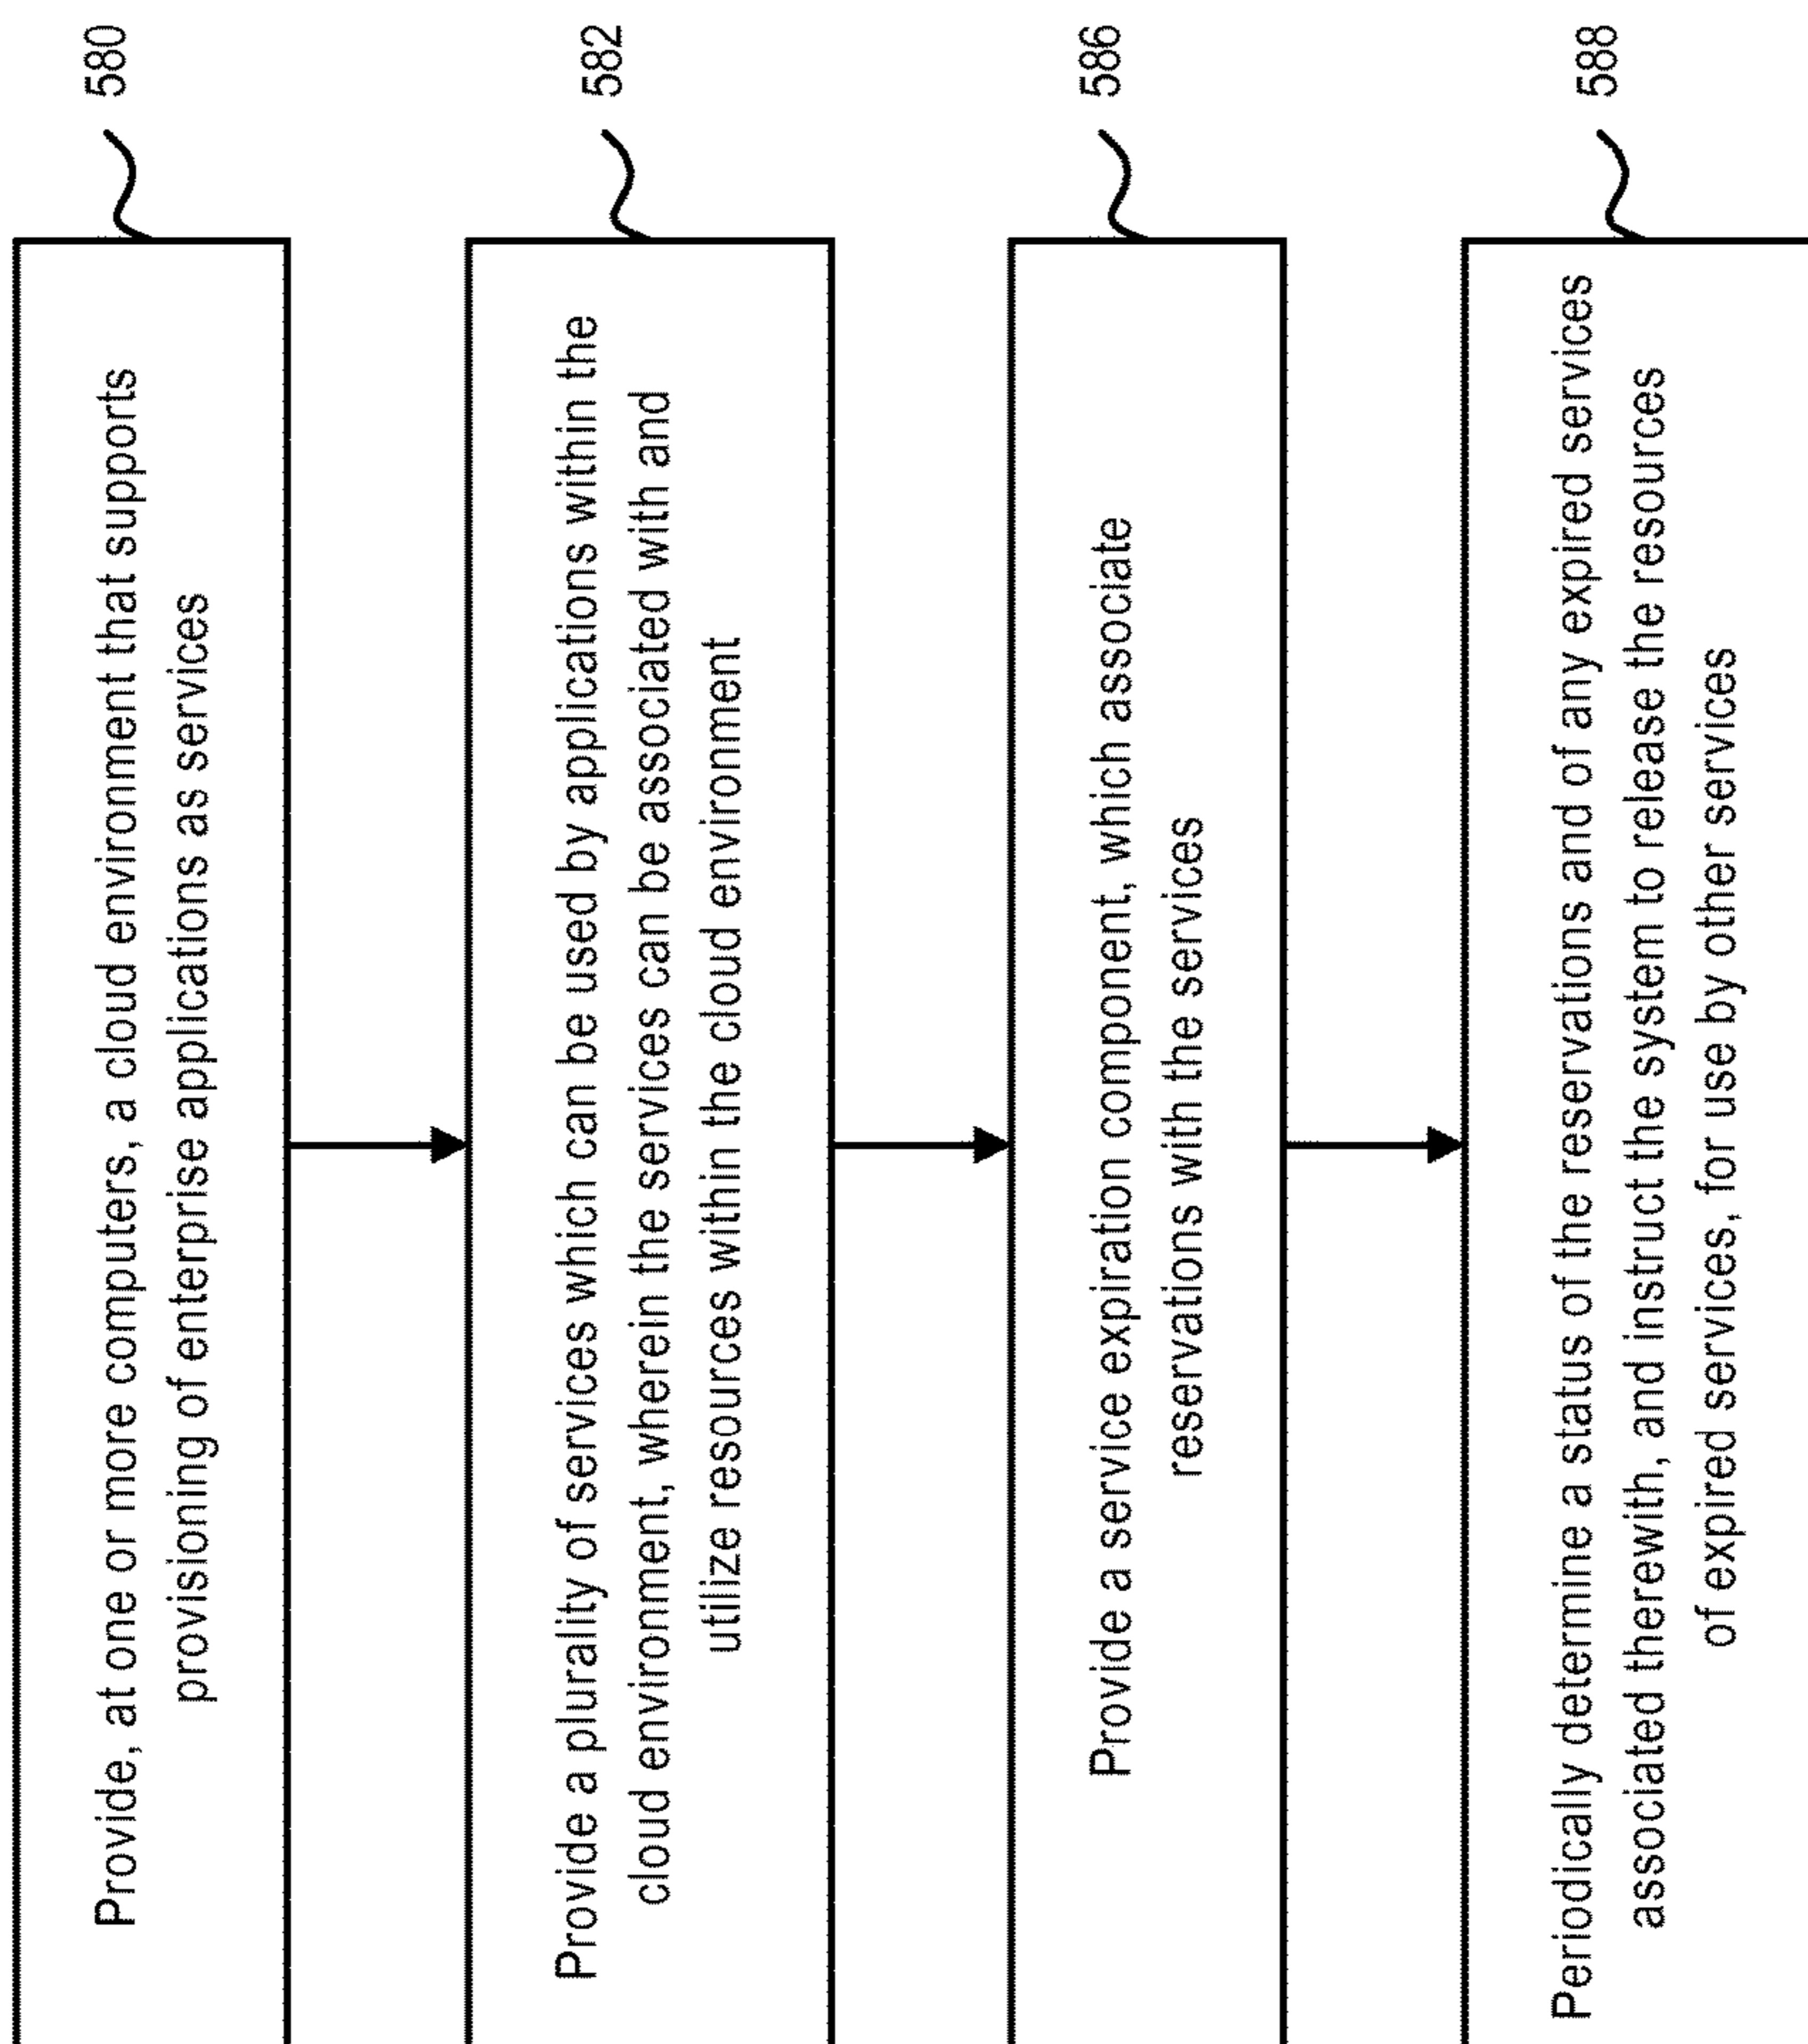 580
Provide, at one or more computers, a cloud environment that supports
provisioning of enterprise applications as services
582
Provide a plurality of services which can be used by applications within the
cloud environment, wherein the services can be associated with and
utilize resources within the cloud environment
586
Provide a service expiration component, which associate
reservations with the services
588
Periodically determine a status of the reservations and of any expired services
associated therewith, and instruct the system to release the resources
of expired services, for use by other services